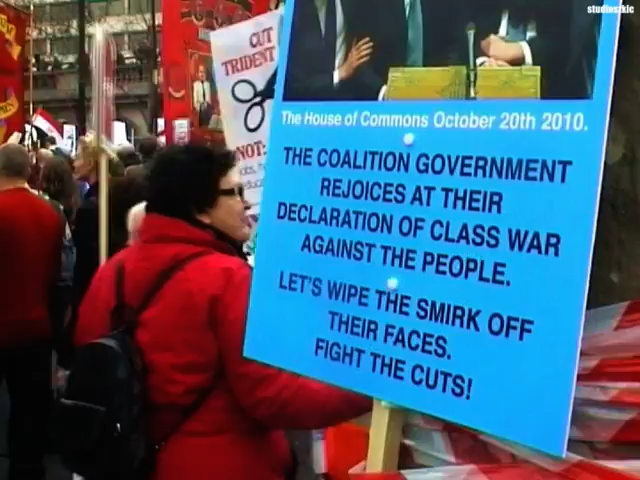 studiostkic
CUT
TRIDENT
NOT:
The House of Commons October 20th 2010.
THE COALITION GOVERNMENT
REJOICES AT THEIR
DECLARATION OF CLASS WAR
AGAINST THE PEOPLE.
LET'S WIPE THE SMIRK OFF
THEIR FACES.
FIGHT THE CUTS!